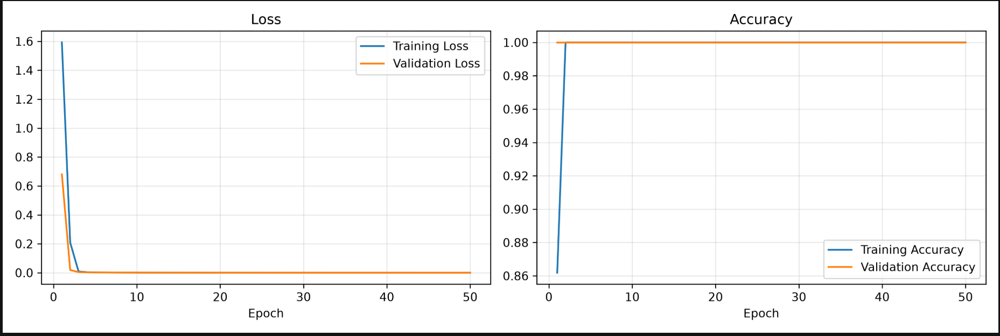 Loss
1.6
1.4
1.2
1.0
0.8
0.6
0.4
0.2
0.0
0 10 20 30 40 50
Epoch
Training Loss
Validation Loss
Accuracy
1.00
0.98
0.96
0.94
0.92
0.90
0.88
0.86
0 10 20 30 40 50
Epoch
Training Accuracy
Validation Accuracy